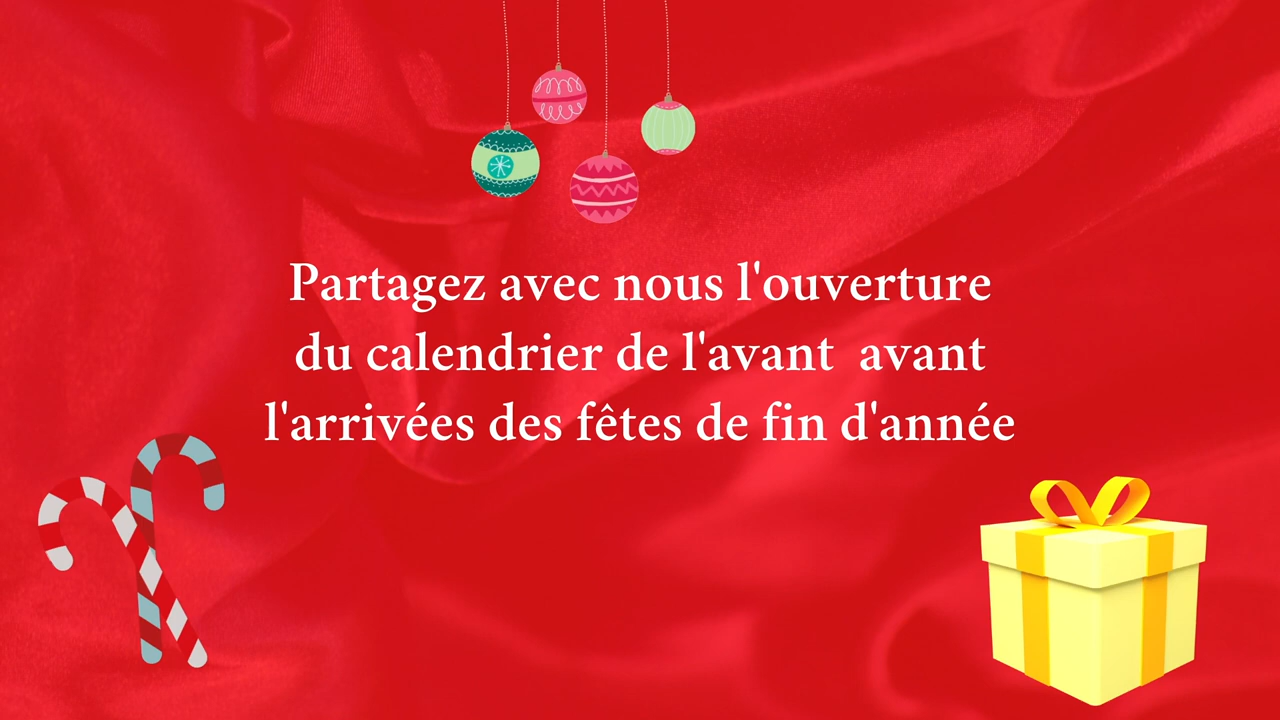 Partagez avec nous l'ouverture
du calendrier de l'avant  avant
l'arrivées des fêtes de fin d'année